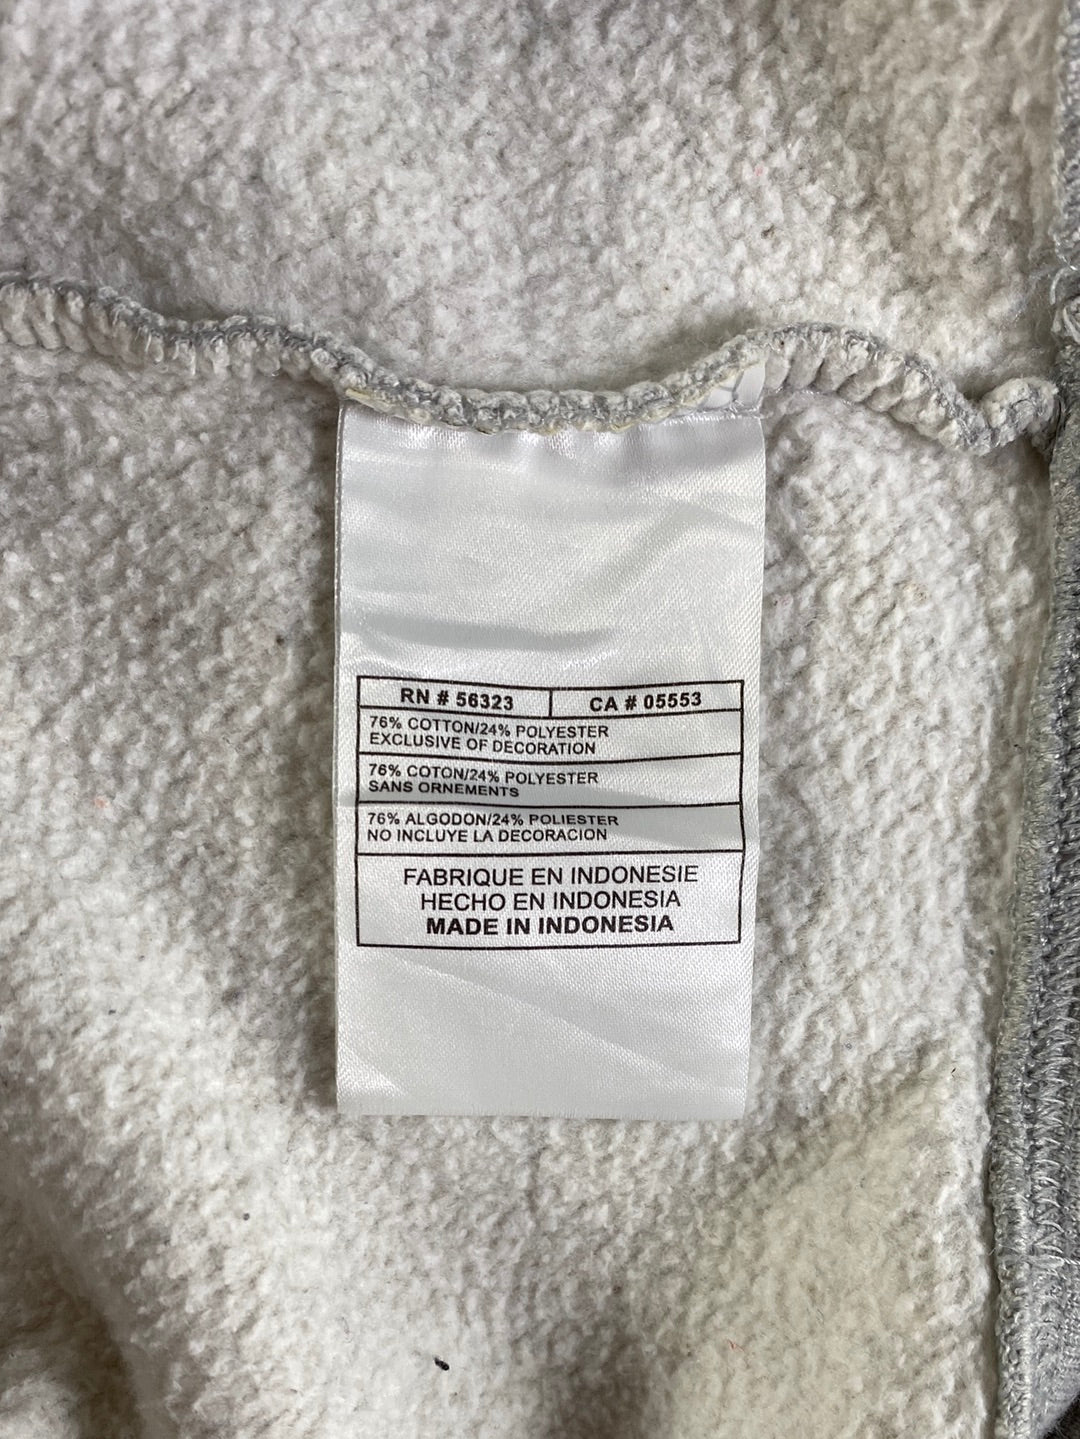 RN # 56323 CA # 05553
76% COTTON/24% POLYESTER
EXCLUSIVE OF DECORATION
76% COTON/24% POLYESTER
SANS ORNEMENTS
76% ALGODON/24% POLIESTER
NO INCLUYE LA DECORACION
FABRIQUE EN INDONESIE
HECHO EN INDONESIA
MADE IN INDONESIA